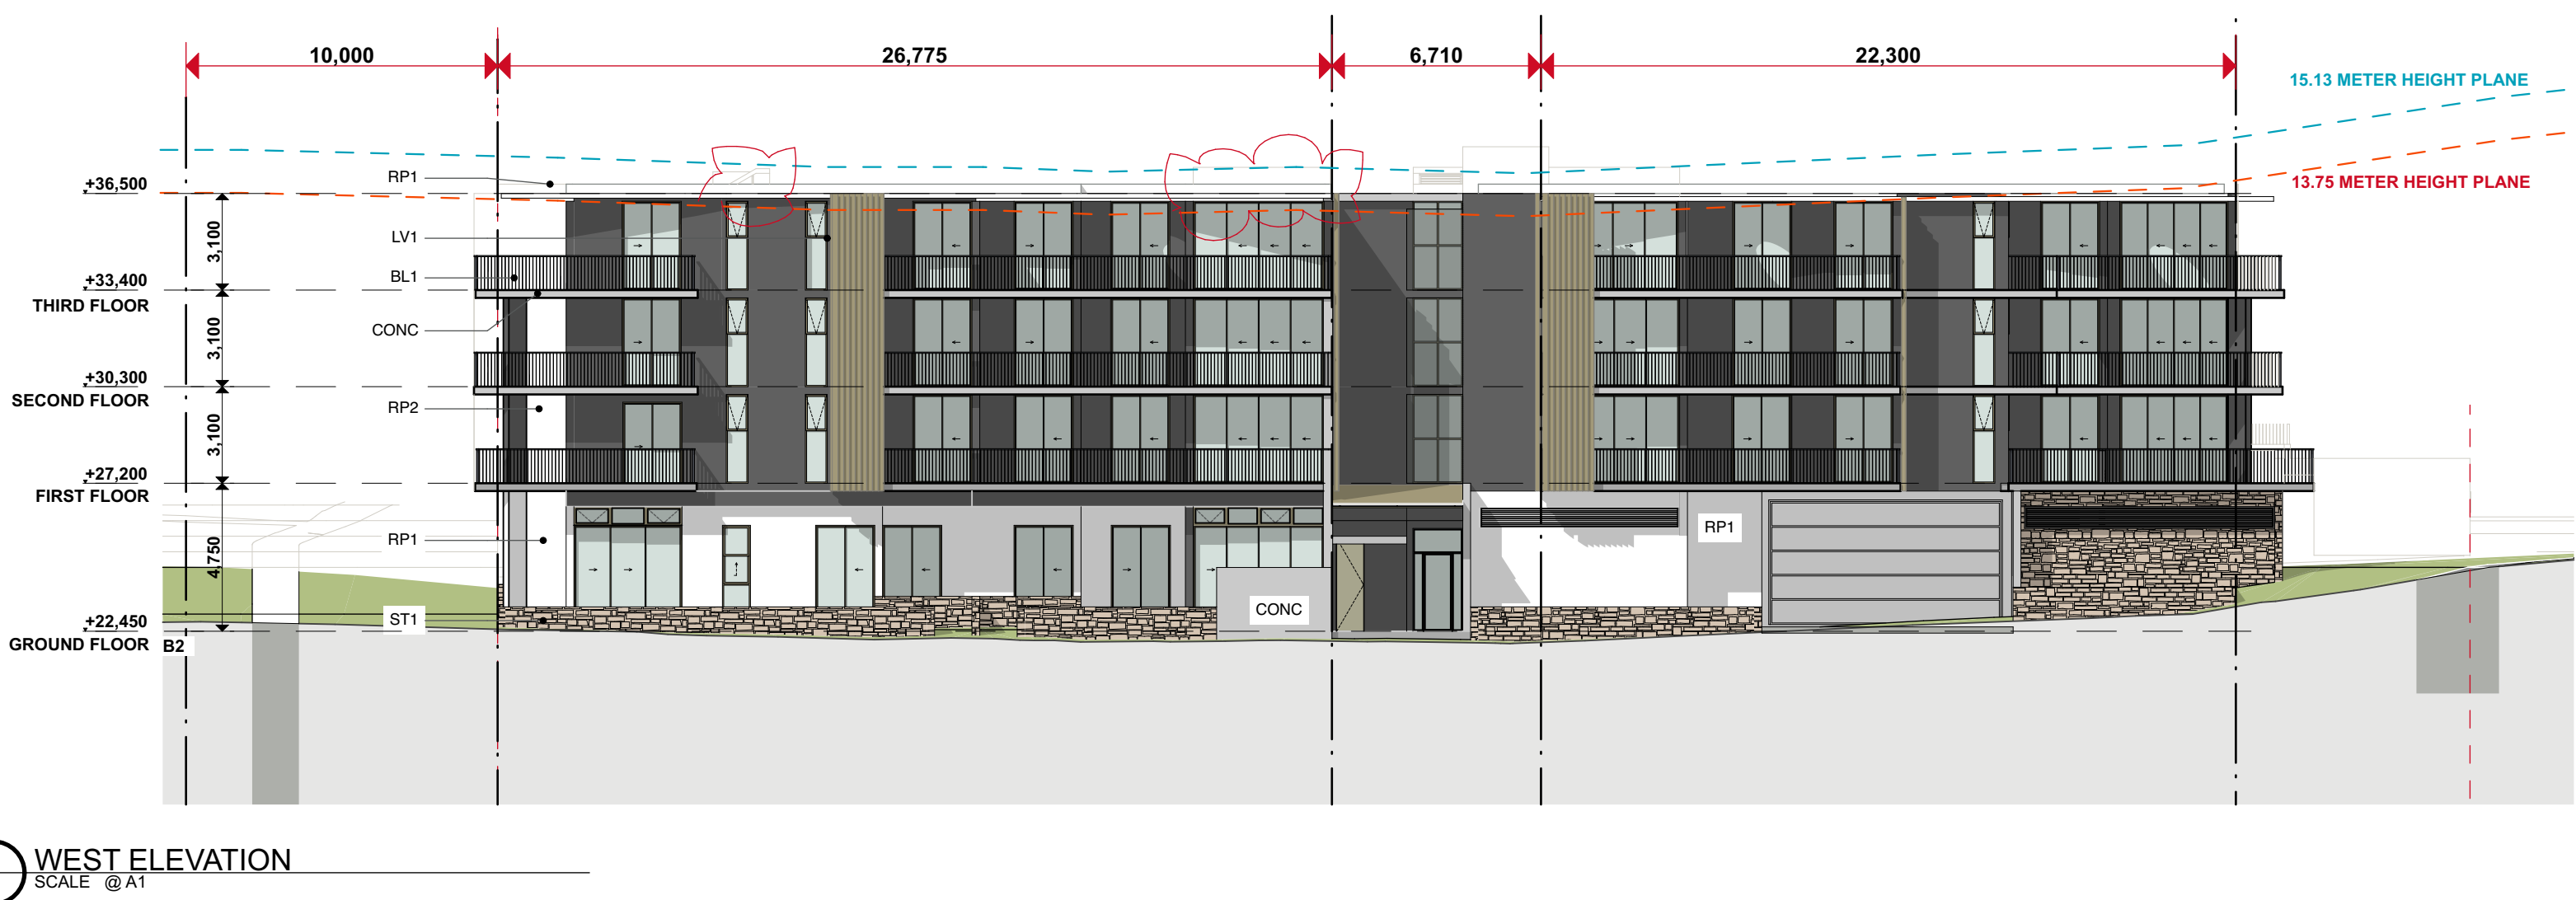 10,000
26,775
6,710
22,300
15.13 METER HEIGHT PLANE
13.75 METER HEIGHT PLANE
+36,500
3,100
+33,400
THIRD FLOOR
3,100
+30,300
SECOND FLOOR
3,100
+27,200
FIRST FLOOR
4,750
+22,450
GROUND FLOOR
B2
RP1
LV1
BL1
CONC
RP2
RP1
ST1
CONC
RP1
WEST ELEVATION
SCALE @ A1